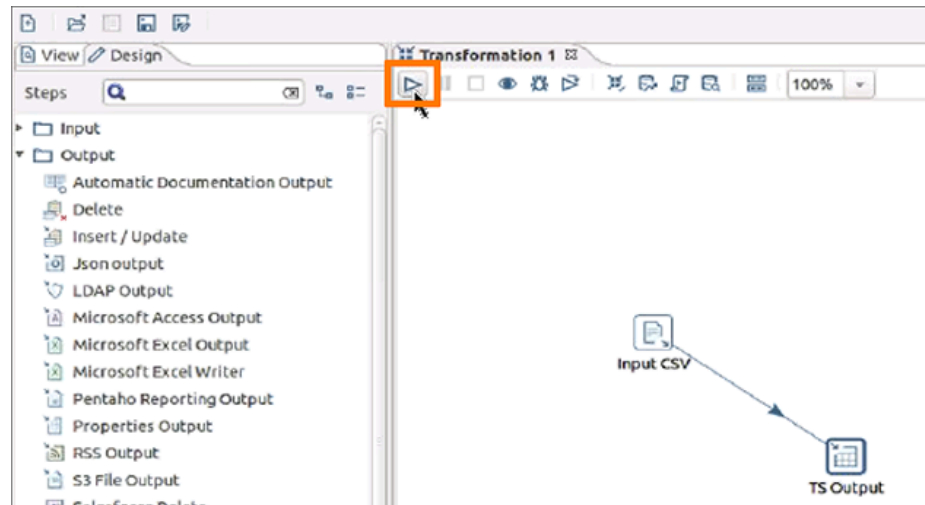 View
Design
Transformation 1
Steps
100%
Input
Output
Automatic Documentation Output
Delete
Insert / Update
Json output
LDAP Output
Microsoft Access Output
Microsoft Excel Output
Microsoft Excel Writer
Pentaho Reporting Output
Properties Output
RSS Output
S3 File Output
Input CSV
TS Output